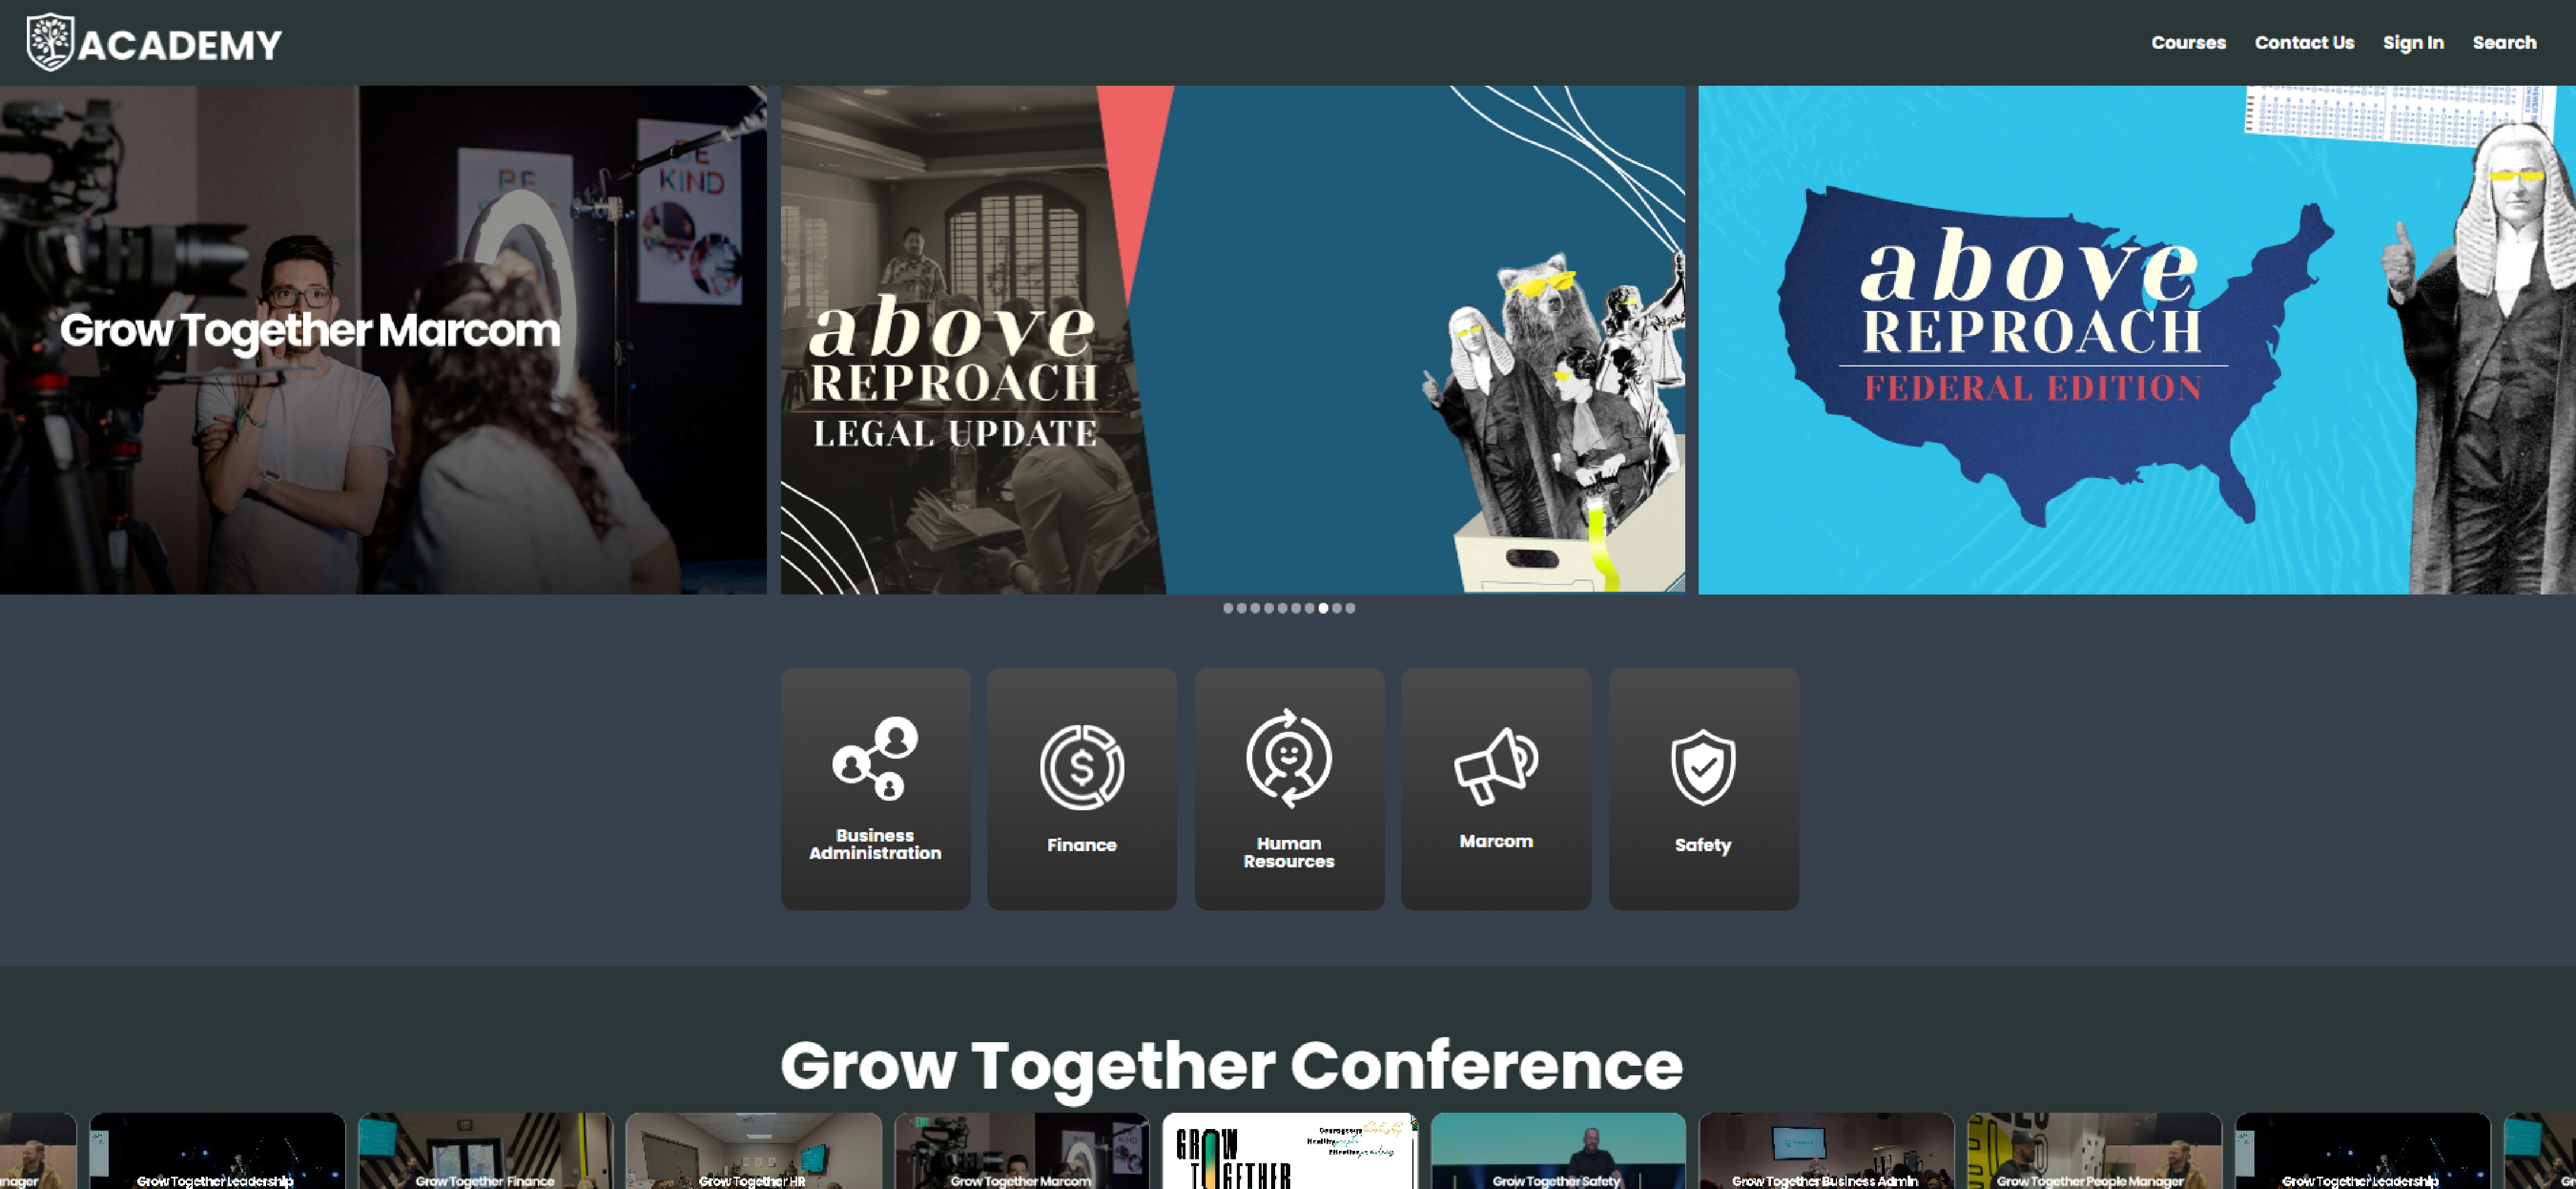 ACADEMY
Courses
Contact Us
Sign In
Search
BE
BE
KIND
Grow Together Marcom
above
REPROACH
LEGAL UPDATE
above
REPROACH
FEDERAL EDITION
Business
Administration
Finance
Human
Resources
Marcom
Safety
Grow Together Conference
Grow Together Leadership
Grow Together Finance
Grow Together HR
Grow Together Marcom
GROW
TOGETHER
Grow Together Safety
Grow Together Business Admin
Grow Together People Manager
Grow Together Leadership